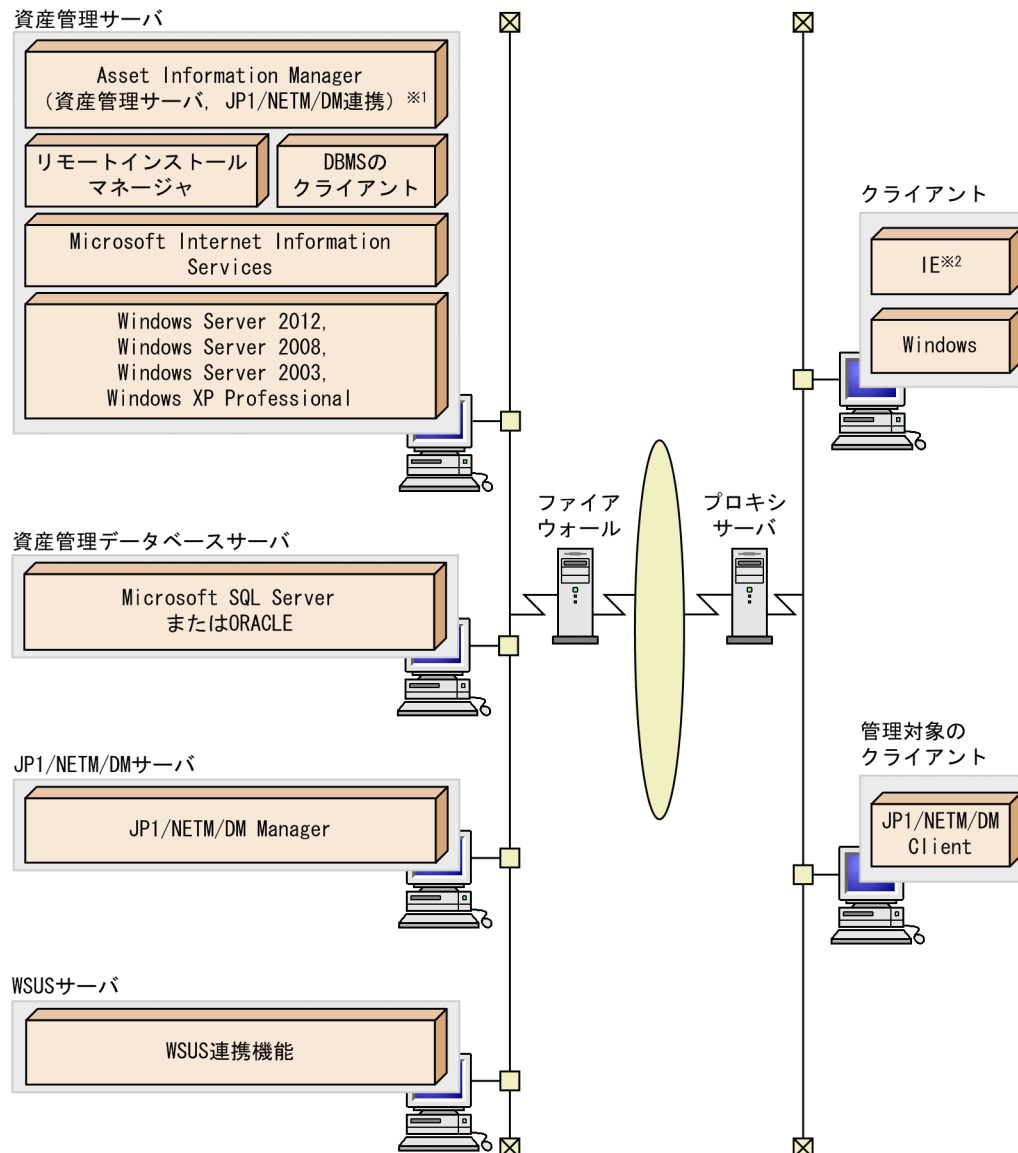 資産管理サーバ
Asset Information Manager
（資産管理サーバ，JP1/NETM/DM連携）※1
リモートインストール
マネージャ
DBMSの
クライアント
Microsoft Internet Information
Services
Windows Server 2012,
Windows Server 2008,
Windows Server 2003,
Windows XP Professional
資産管理データベースサーバ
Microsoft SQL Server
またはORACLE
JP1/NETM/DMサーバ
JP1/NETM/DM Manager
WSUSサーバ
WSUS連携機能
ファイア
ウォール
プロキシ
サーバ
クライアント
IE※2
Windows
管理対象の
クライアント
JP1/NETM/DM
Client